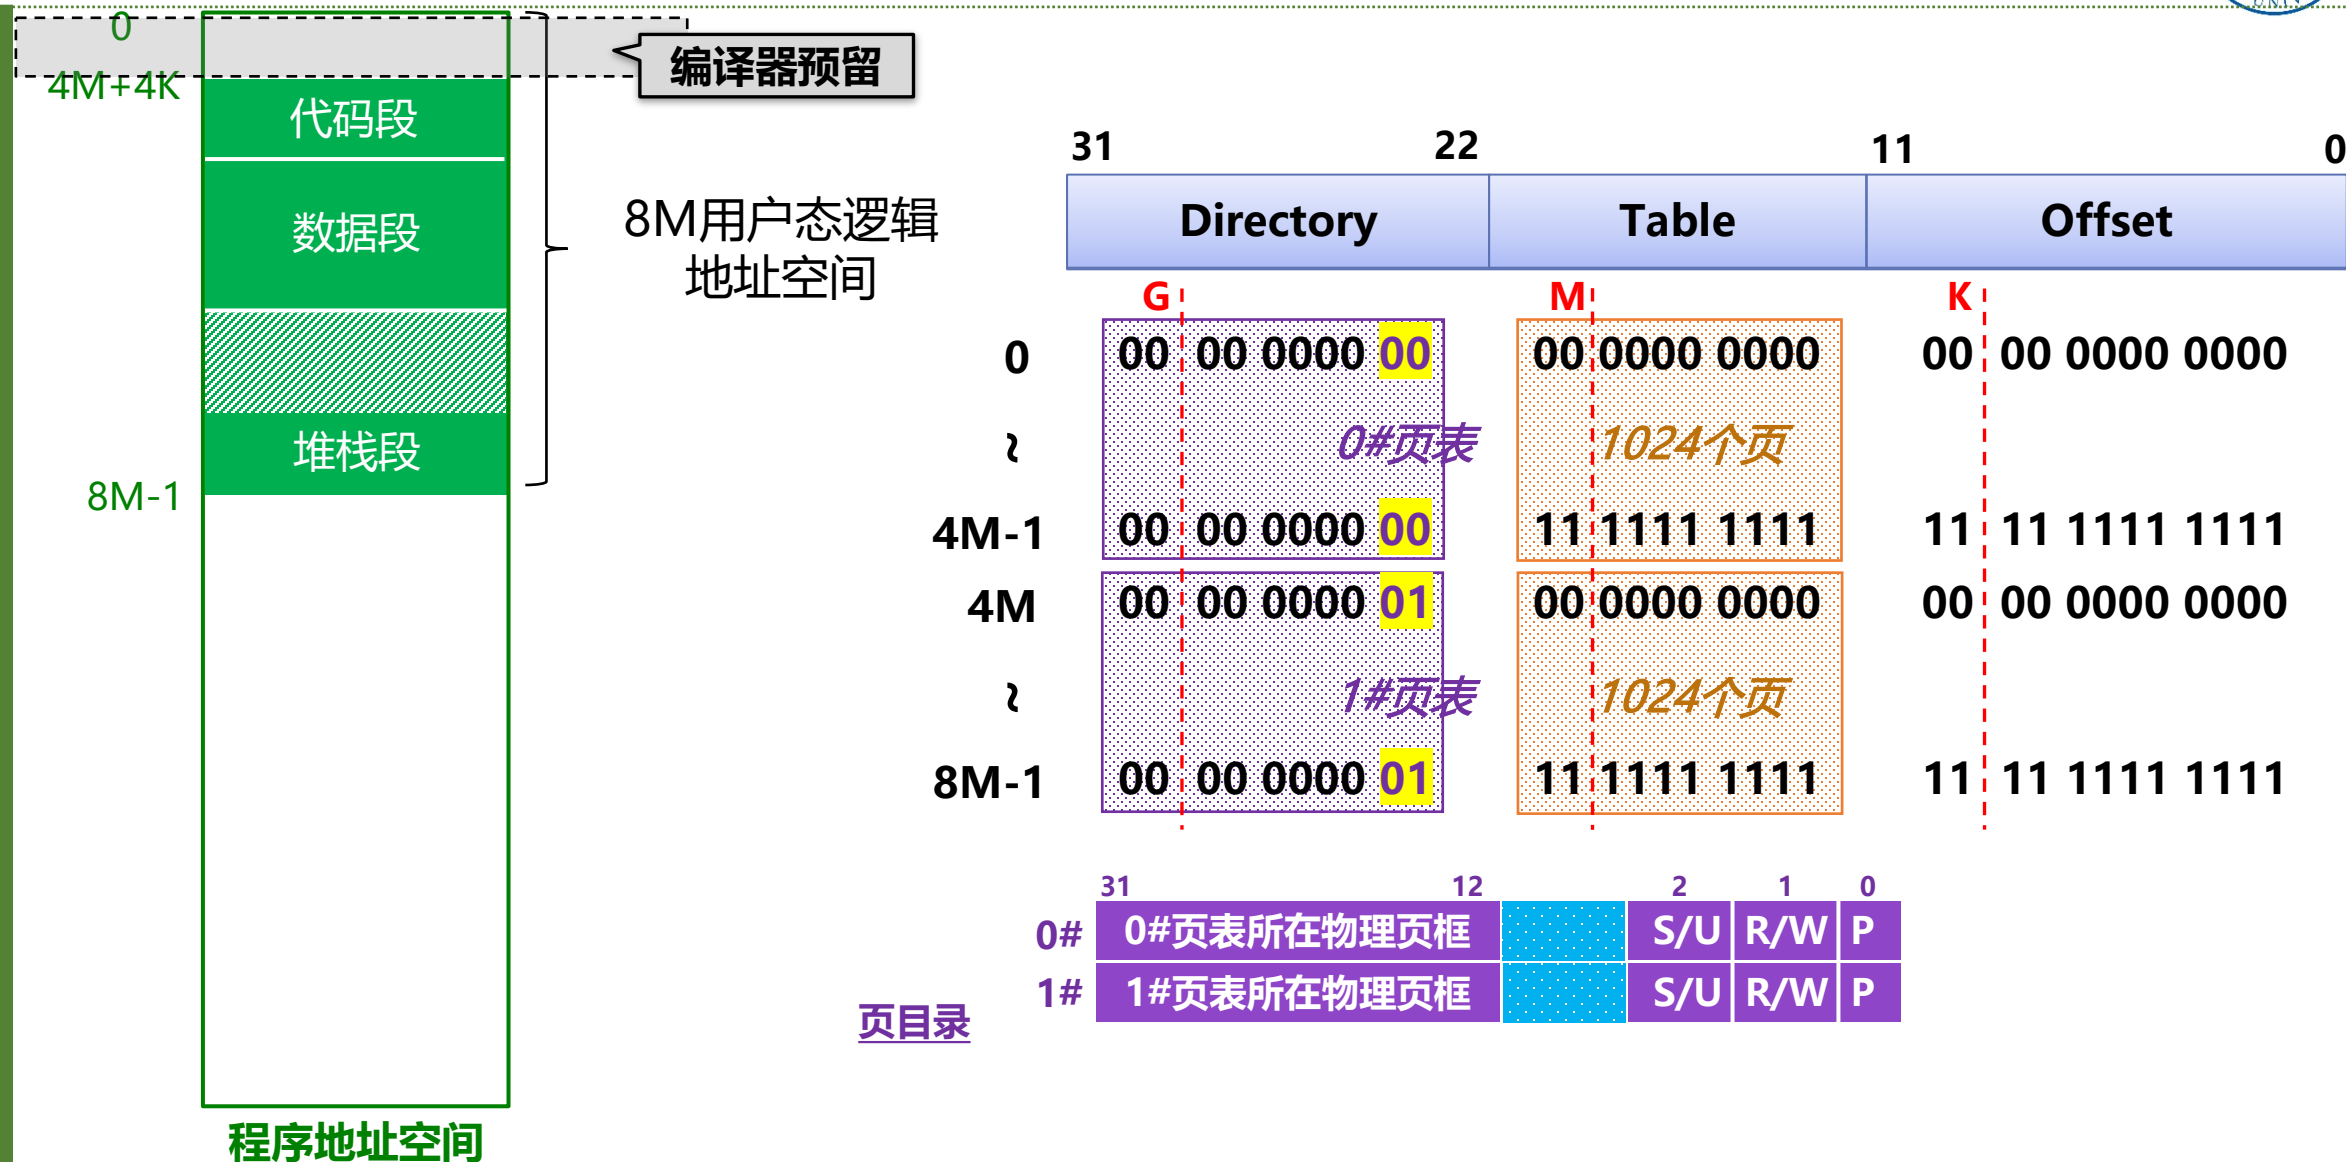 0
编译器预留
4M+4K
代码段
数据段
堆栈段
8M-1
程序地址空间
8M用户态逻辑
地址空间
31 22 11 0
Directory Table Offset
G M K
0 00 00 0000 00 00 0000 0000 00 00 0000 0000
~ 0#页表 1024个页
4M-1 00 00 0000 00 11 1111 1111 11 11 1111 1111
4M 00 00 0000 01 00 0000 0000 00 00 0000 0000
~ 1#页表 1024个页
8M-1 00 00 0000 01 11 1111 1111 11 11 1111 1111
31 12 2 1 0
0# 0#页表所在物理页框 S/U R/W P
1# 1#页表所在物理页框 S/U R/W P
页目录